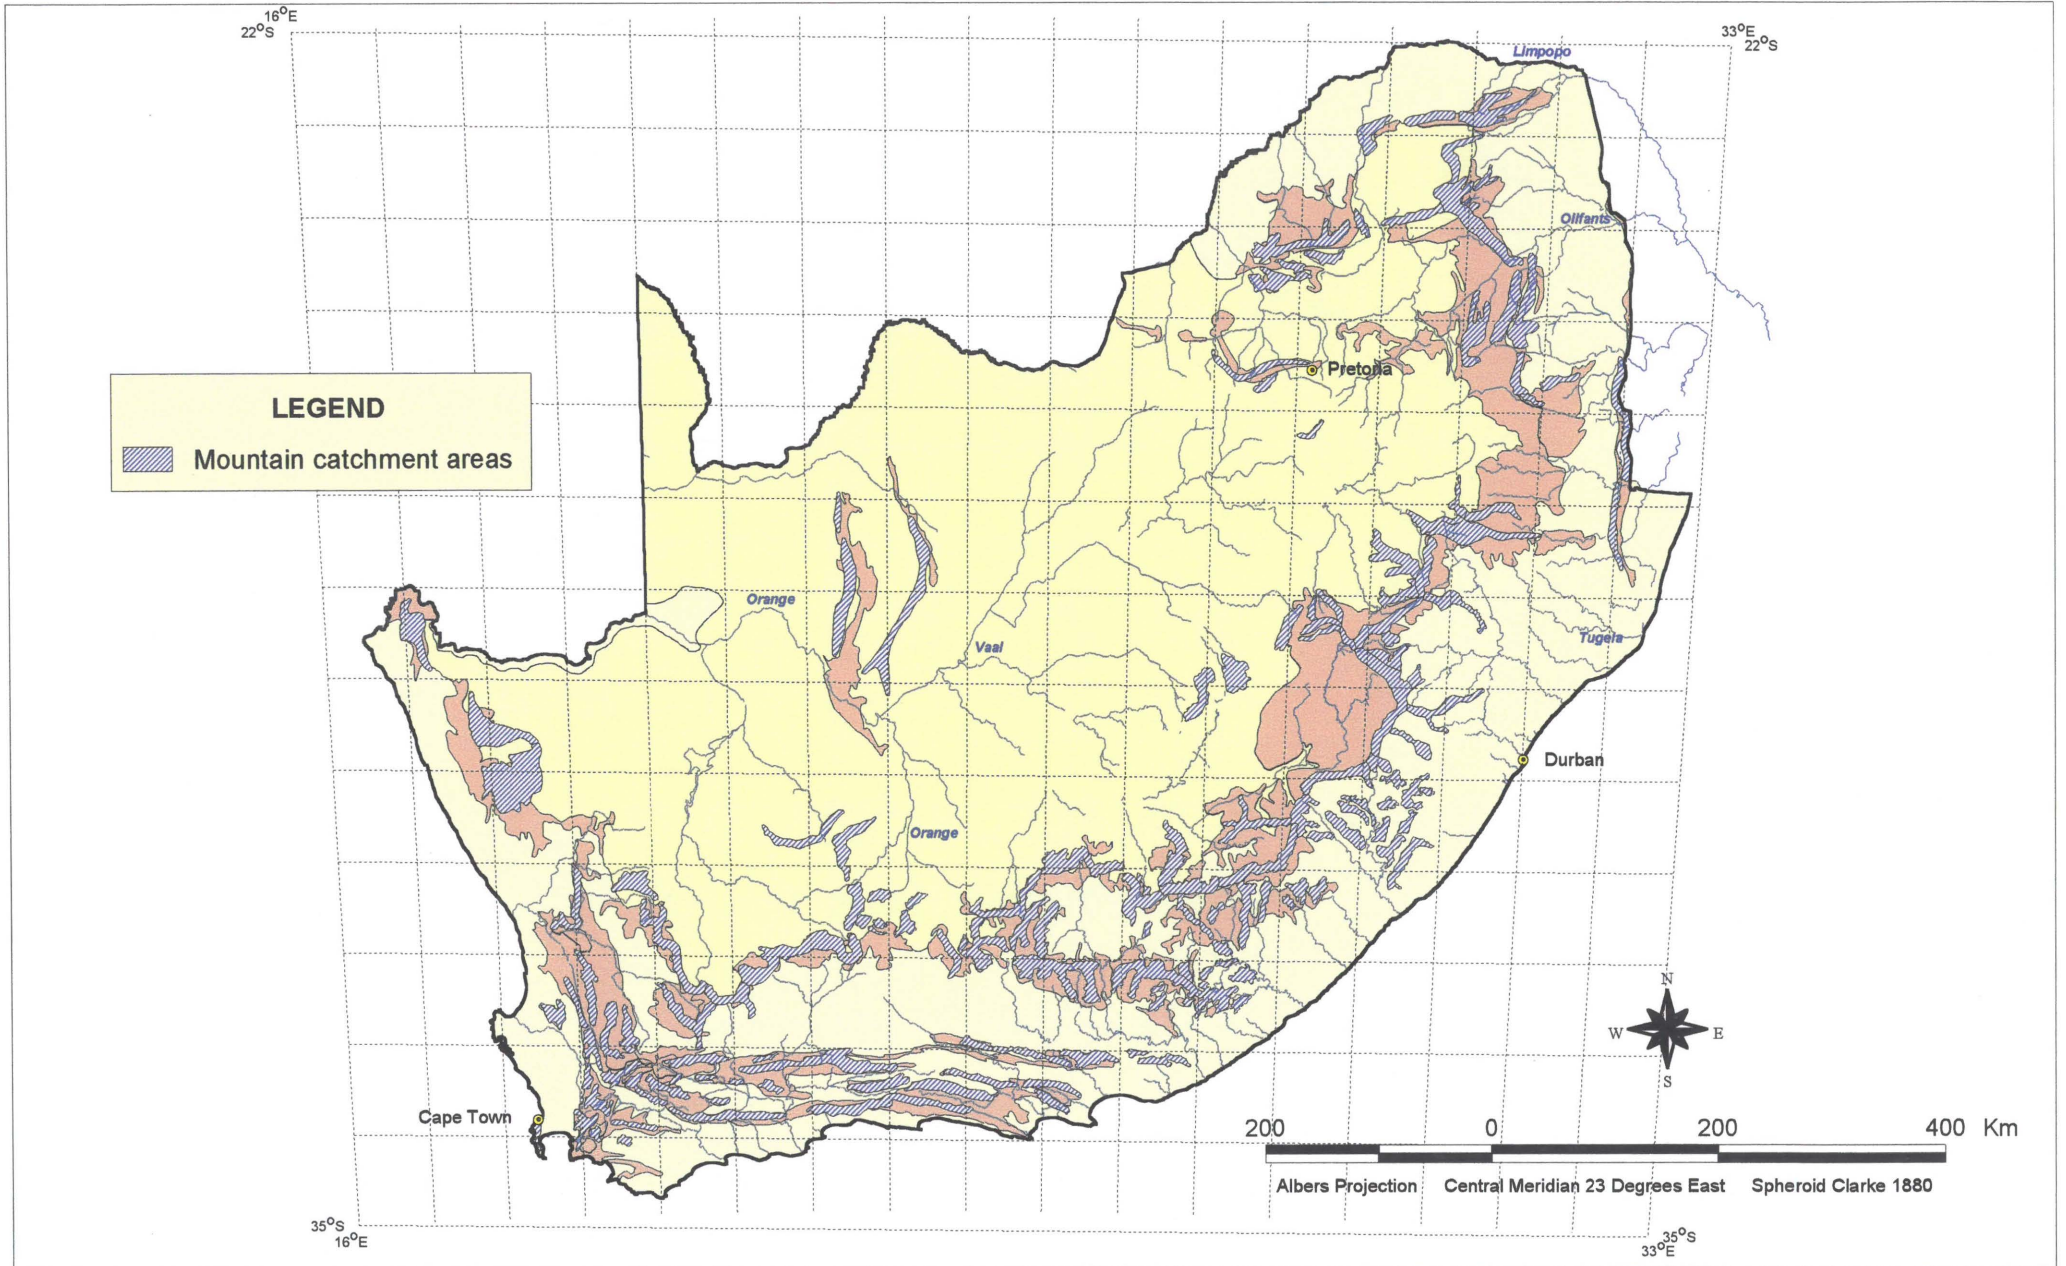 16°E
22°S
33°E
22°S
Limpopo
Olifants
Pretoria
LEGEND
Mountain catchment areas
Orange
Vaal
Tugela
Durban
Orange
N
W E
S
Cape Town
200 0 200 400 Km
Albers Projection Central Meridian 23 Degrees East Spheroid Clarke 1880
35°S
16°E
35°S
33°E